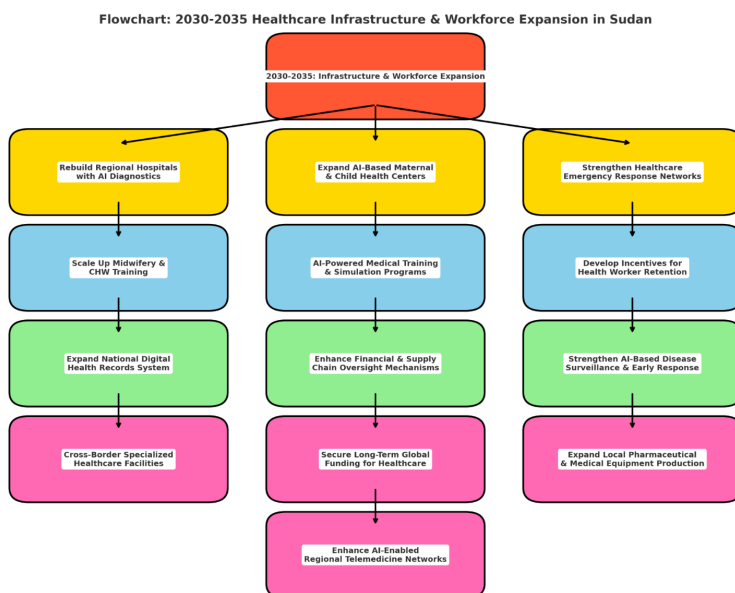 Flowchart: 2030-2035 Healthcare Infrastructure & Workforce Expansion in Sudan
2030-2035: Infrastructure & Workforce Expansion
Rebuild Regional Hospitals
with AI Diagnostics
Expand AI-Based Maternal
& Child Health Centers
Strengthen Healthcare
Emergency Response Networks
Scale Up Midwifery &
CHW Training
AI-Powered Medical Training
& Simulation Programs
Develop Incentives for
Health Worker Retention
Expand National Digital
Health Records System
Enhance Financial & Supply
Chain Oversight Mechanisms
Strengthen AI-Based Disease
Surveillance & Early Response
Cross-Border Specialized
Healthcare Facilities
Secure Long-Term Global
Funding for Healthcare
Expand Local Pharmaceutical
& Medical Equipment Production
Enhance AI-Enabled
Regional Telemedicine Networks